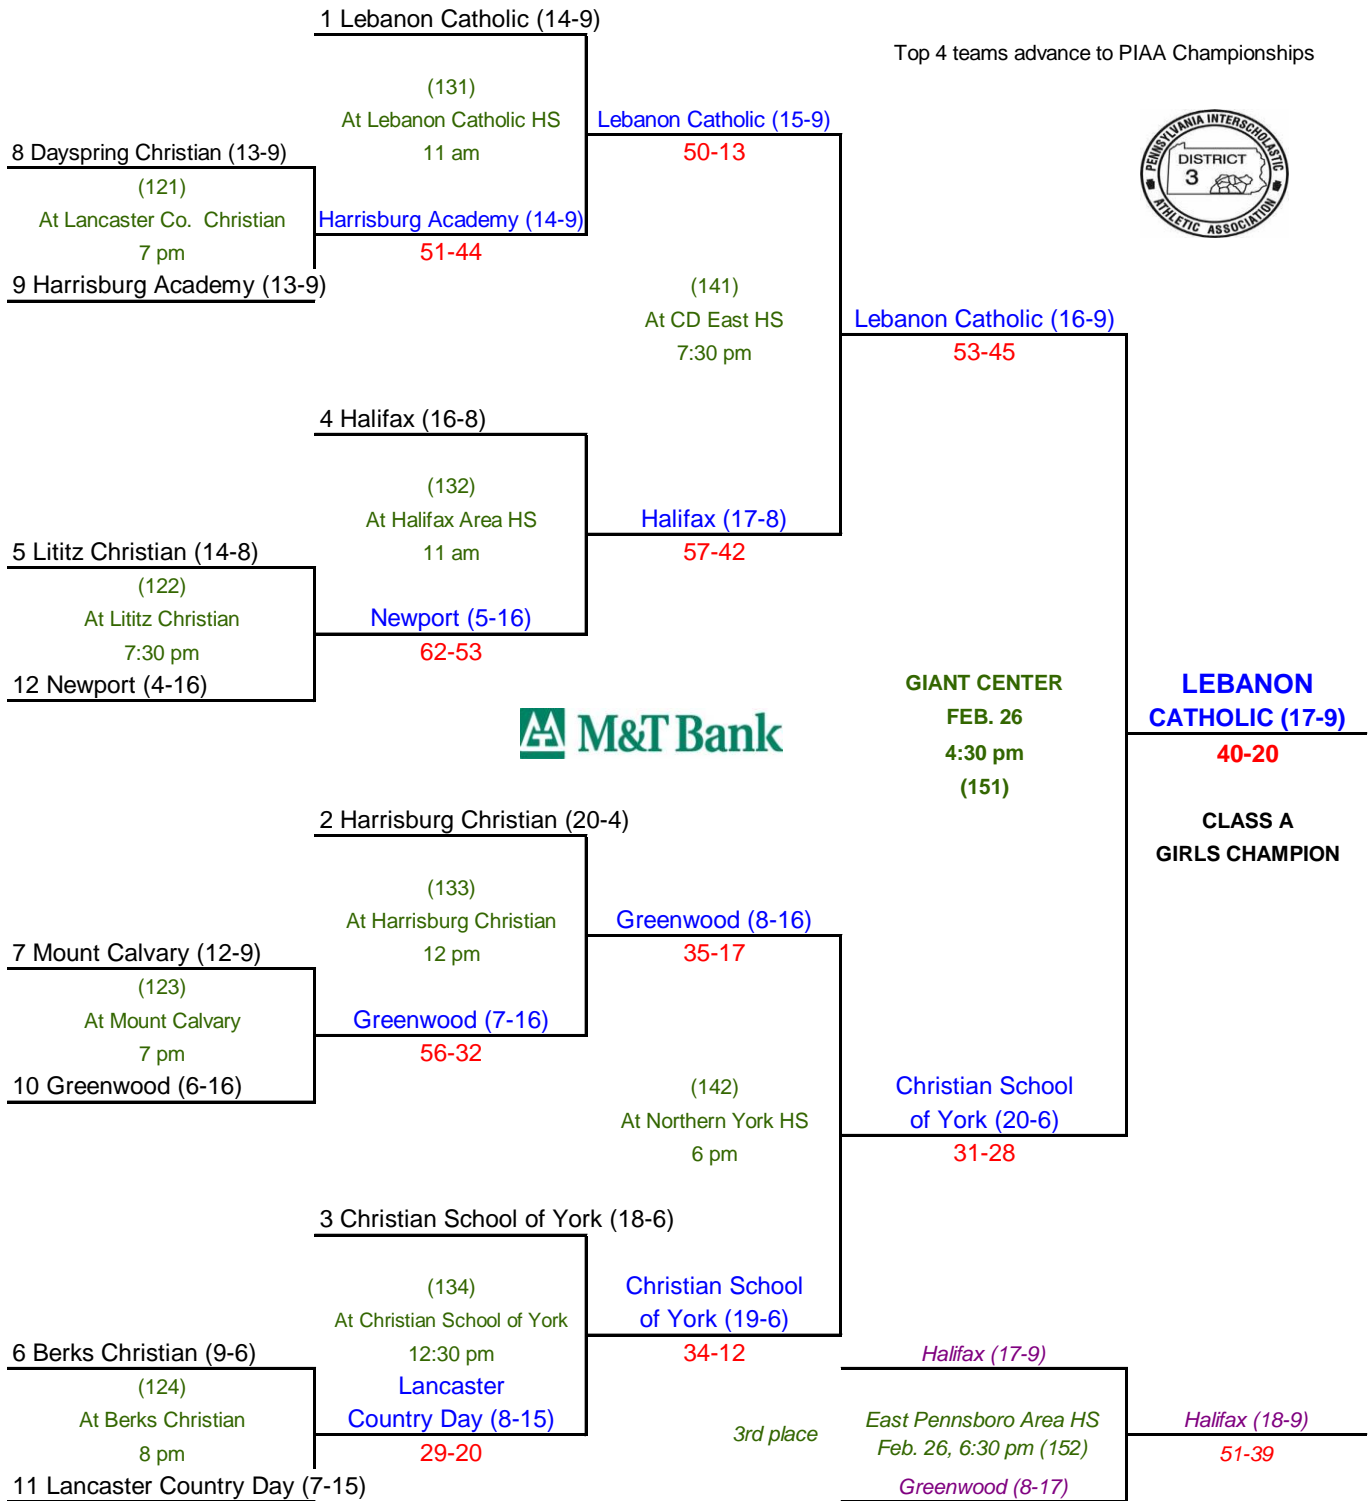 1 Lebanon Catholic (14-9)
Top 4 teams advance to PIAA Championships
(131)
At Lebanon Catholic HS
11 am
Lebanon Catholic (15-9)
50-13
PENNSYLVANIA INTERSCHOLASTIC
DISTRICT
3
ATHLETIC ASSOCIATION
8 Dayspring Christian (13-9)
(121)
At Lancaster Co. Christian
7 pm
Harrisburg Academy (14-9)
51-44
9 Harrisburg Academy (13-9)
(141)
At CD East HS
7:30 pm
Lebanon Catholic (16-9)
53-45
4 Halifax (16-8)
(132)
At Halifax Area HS
11 am
Halifax (17-8)
57-42
5 Lititz Christian (14-8)
(122)
At Lititz Christian
7:30 pm
Newport (5-16)
62-53
12 Newport (4-16)
M&T Bank
GIANT CENTER
FEB. 26
4:30 pm
(151)
LEBANON
CATHOLIC (17-9)
40-20
CLASS A
GIRLS CHAMPION
2 Harrisburg Christian (20-4)
(133)
At Harrisburg Christian
12 pm
Greenwood (8-16)
35-17
7 Mount Calvary (12-9)
(123)
At Mount Calvary
7 pm
Greenwood (7-16)
56-32
10 Greenwood (6-16)
(142)
At Northern York HS
6 pm
Christian School
of York (20-6)
31-28
3 Christian School of York (18-6)
(134)
At Christian School of York
12:30 pm
Christian School
of York (19-6)
34-12
6 Berks Christian (9-6)
(124)
At Berks Christian
8 pm
Lancaster
Country Day (8-15)
29-20
11 Lancaster Country Day (7-15)
3rd place
Halifax (17-9)
East Pennsboro Area HS
Feb. 26, 6:30 pm (152)
Greenwood (8-17)
Halifax (18-9)
51-39